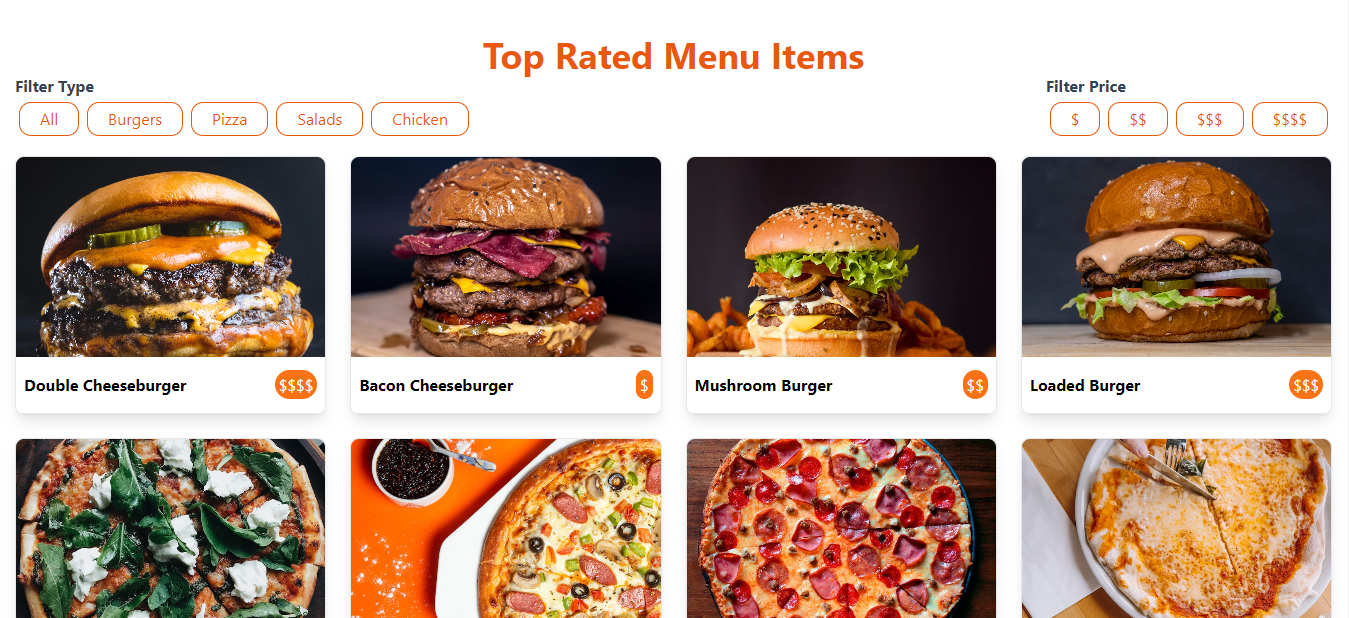 Top Rated Menu Items
Filter Type
Filter Price
All Burgers Pizza Salads Chicken
$ $$ $$$ $$$$
Double Cheeseburger $$$$
Bacon Cheeseburger $
Mushroom Burger $$
Loaded Burger $$$